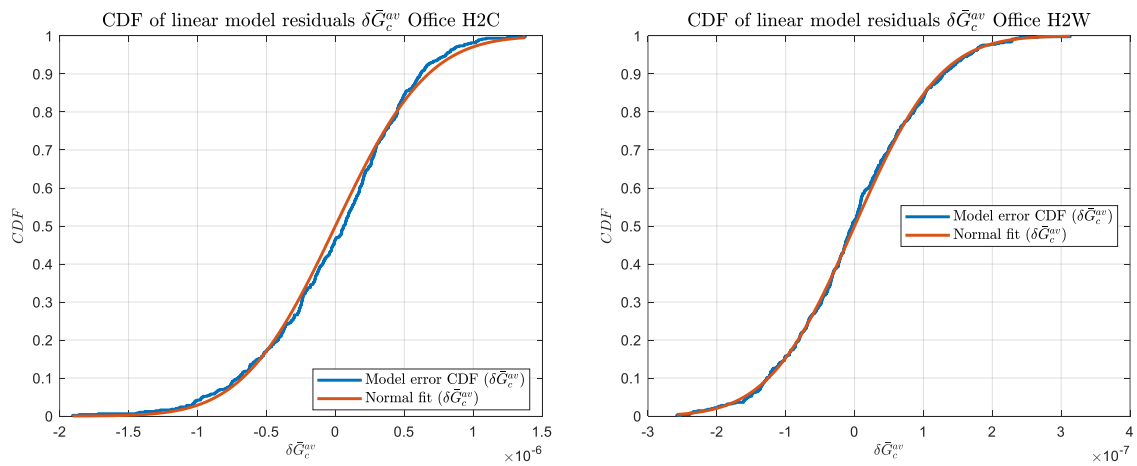 CDF of linear model residuals δḠ_c^{av} Office H2C
1
0.9
0.8
0.7
0.6
0.5
0.4
0.3
0.2
0.1
0
CDF
Model error CDF (δḠ_c^{av})
Normal fit (δḠ_c^{av})
-2 -1.5 -1 -0.5 0 0.5 1 1.5
δḠ_c^{av}
×10^{-6}
CDF of linear model residuals δḠ_c^{av} Office H2W
1
0.9
0.8
0.7
0.6
0.5
0.4
0.3
0.2
0.1
0
CDF
Model error CDF (δḠ_c^{av})
Normal fit (δḠ_c^{av})
-3 -2 -1 0 1 2 3 4
δḠ_c^{av}
×10^{-7}